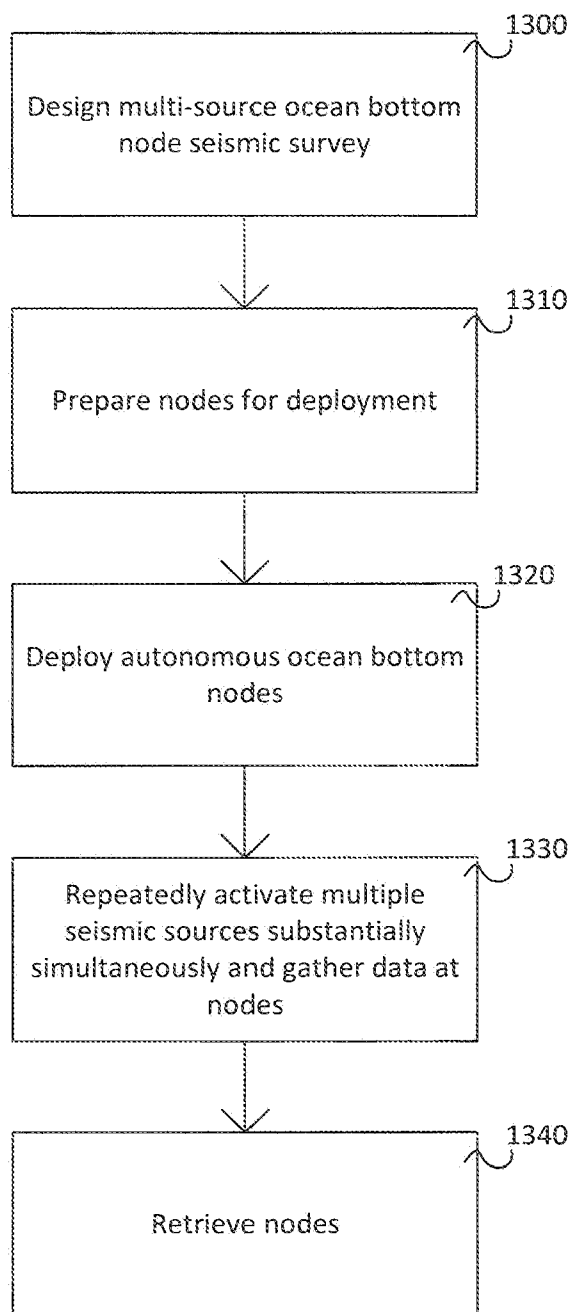 1300
Design multi-source ocean bottom
node seismic survey
1310
Prepare nodes for deployment
1320
Deploy autonomous ocean bottom
nodes
1330
Repeatedly activate multiple
seismic sources substantially
simultaneously and gather data at
nodes
1340
Retrieve nodes